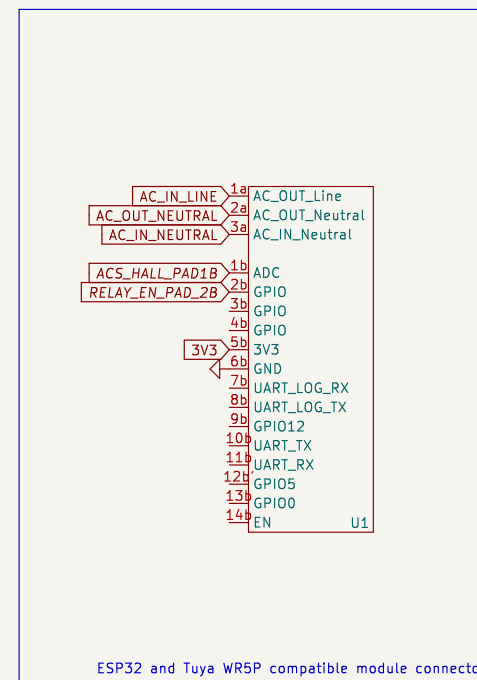 AC_IN_LINE 1a AC_OUT_Line
AC_OUT_NEUTRAL 2a AC_OUT_Neutral
AC_IN_NEUTRAL 3a AC_IN_Neutral
ACS_HALL_PAD1B 1b ADC
RELAY_EN_PAD_2B 2b GPIO
3b GPIO
4b GPIO
3V3 5b 3V3
6b GND
7b UART_LOG_RX
8b UART_LOG_TX
9b GPIO12
10b UART_TX
11b UART_RX
12b' GPIO5
13b GPIO0
14b EN U1
ESP32 and Tuya WR5P compatible module connecto